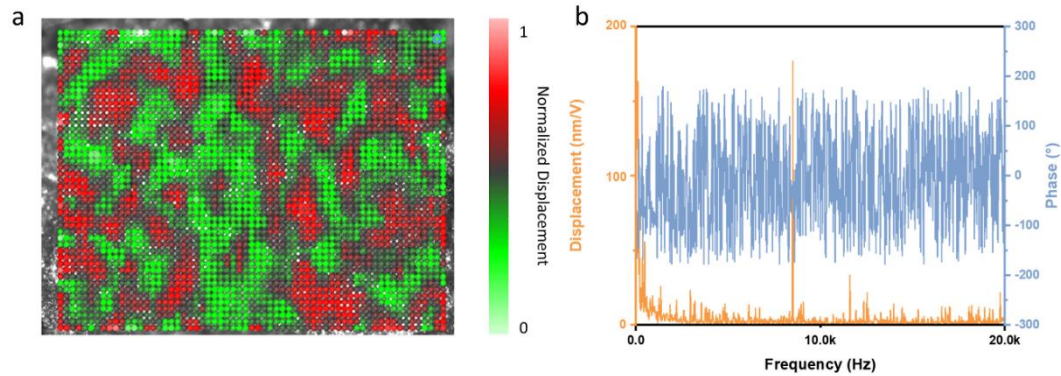 a
1
Normalized Displacement
0
b
Displacement (nm/V)
200
100
0
300
200
100
0
-100
-200
-300
Phase (°)
0.0
10.0k
20.0k
Frequency (Hz)